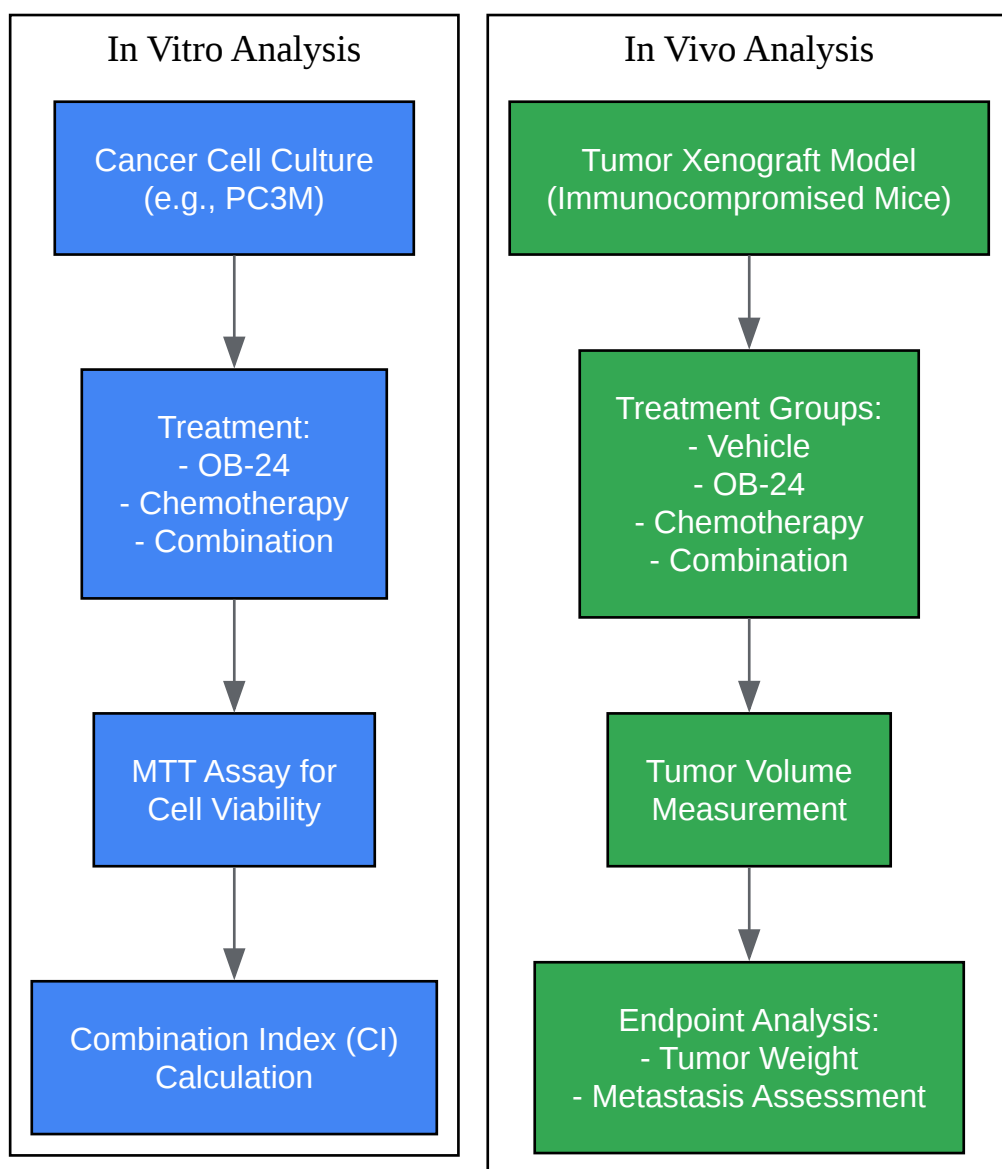 In Vitro Analysis
Cancer Cell Culture
(e.g., PC3M)
Treatment:
- OB-24
- Chemotherapy
- Combination
MTT Assay for
Cell Viability
Combination Index (CI)
Calculation
In Vivo Analysis
Tumor Xenograft Model
(Immunocompromised Mice)
Treatment Groups:
- Vehicle
- OB-24
- Chemotherapy
- Combination
Tumor Volume
Measurement
Endpoint Analysis:
- Tumor Weight
- Metastasis Assessment